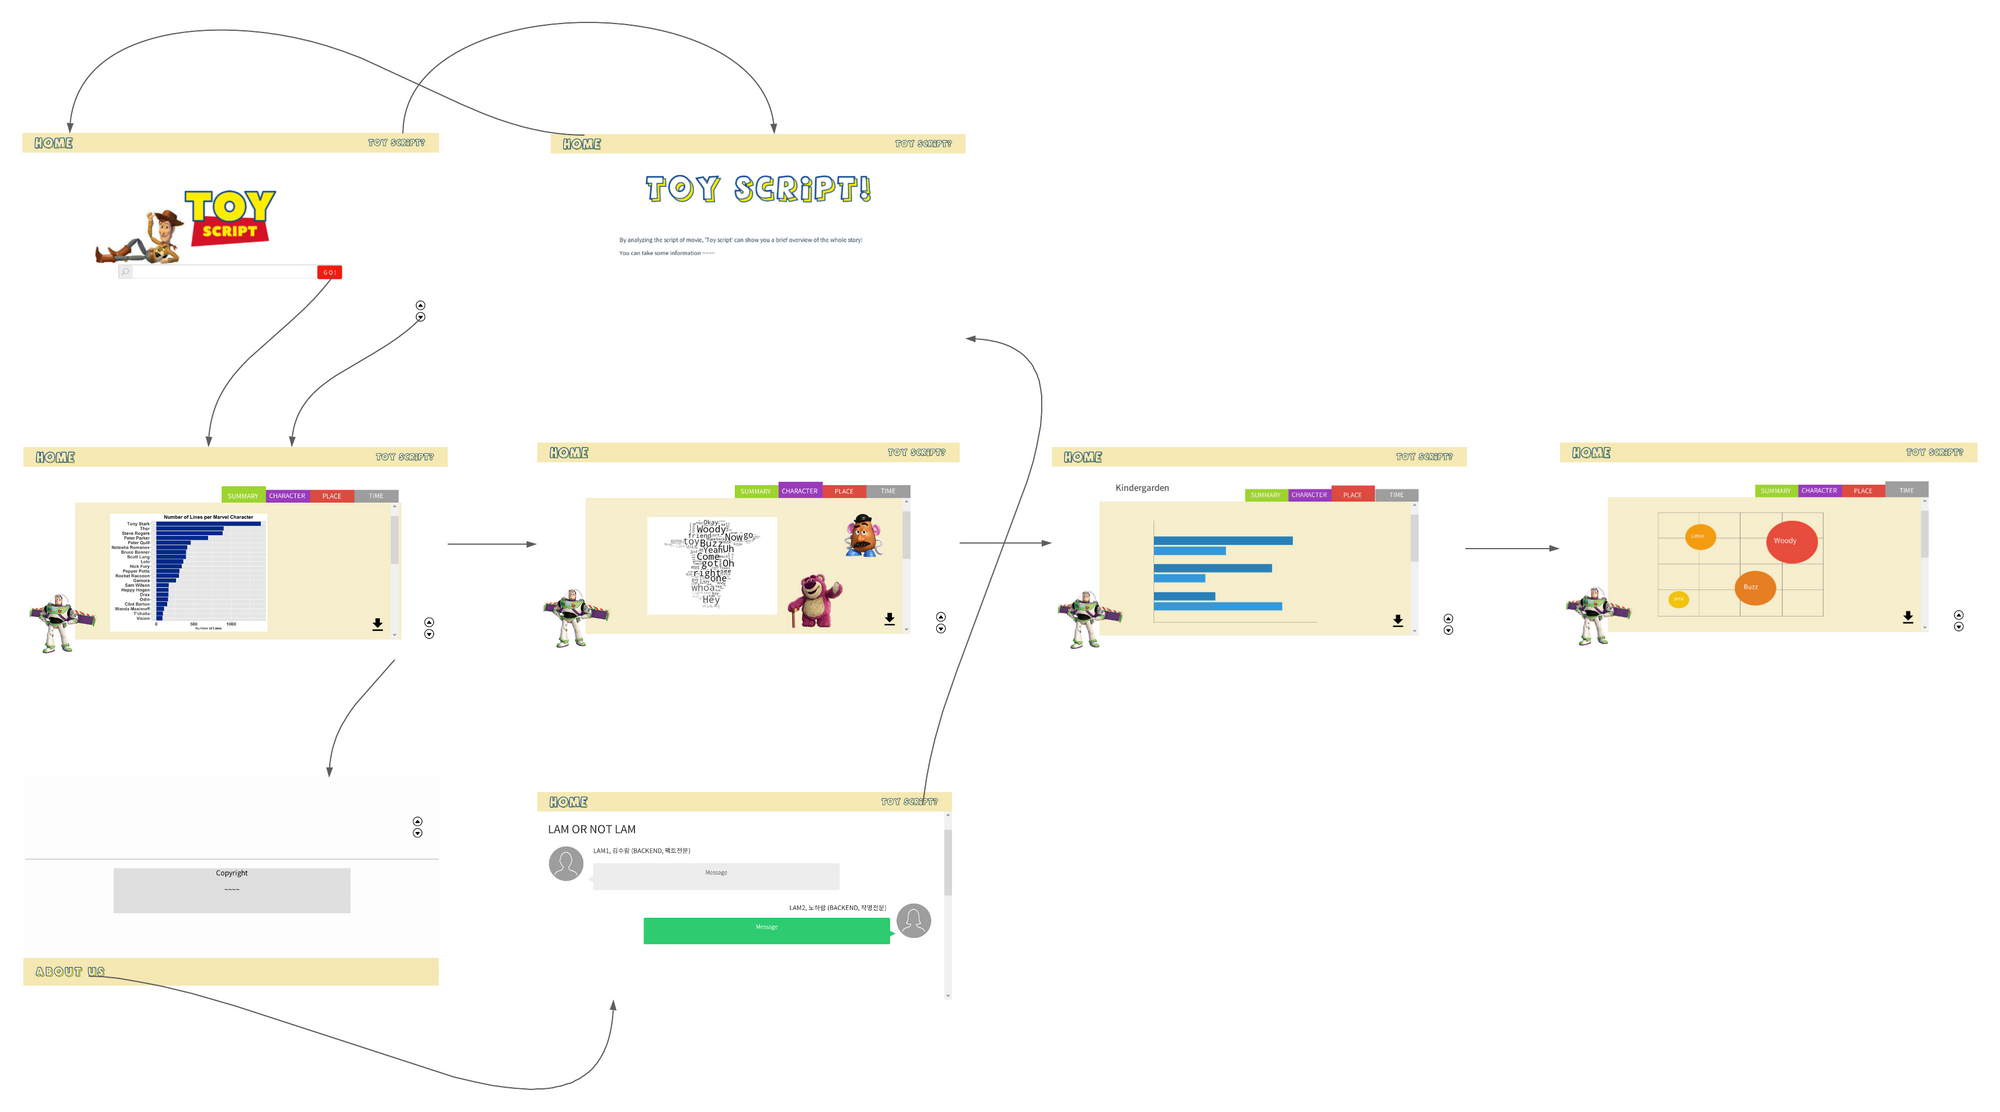 HOME
TOY SCRiPT?
TOY
SCRIPT
GO!
HOME
TOY SCRiPT?
TOY SCRiPT!
By analyzing the script of movie, 'Toy script' can show you a brief overview of the whole story!
You can take some information ~~~~
HOME
TOY SCRiPT?
SUMMARY
CHARACTER
PLACE
TIME
Number of Lines per Marvel Character
Tony Stark
Thor
Steve Rogers
Peter Parker
Peter Quill
Natasha Romanov
Bruce Banner
Scott Lang
Loki
Nick Fury
Pepper Potts
Rocket Raccoon
Gamora
Sam Wilson
Happy Hogan
Drax
Odin
Clint Barton
Wanda Maximoff
T'challa
Vision
0 500 1000
Number of Lines
HOME
TOY SCRiPT?
SUMMARY
CHARACTER
PLACE
TIME
Okay
Woody
friend
toy
Buzz
Now
go
Yeah
Uh
Come
got
Oh
right
see
one
whoa
Hey
HOME
TOY SCRiPT?
Kindergarden
SUMMARY
CHARACTER
PLACE
TIME
HOME
TOY SCRiPT?
SUMMARY
CHARACTER
PLACE
TIME
Woody
Buzz
Copyright
~~~~
ABOUT US
HOME
TOY SCRiPT?
LAM OR NOT LAM
LAM1, 김수람 (BACKEND, 팩트전문)
Message
LAM2, 노하람 (BACKEND, 작명전문)
Message